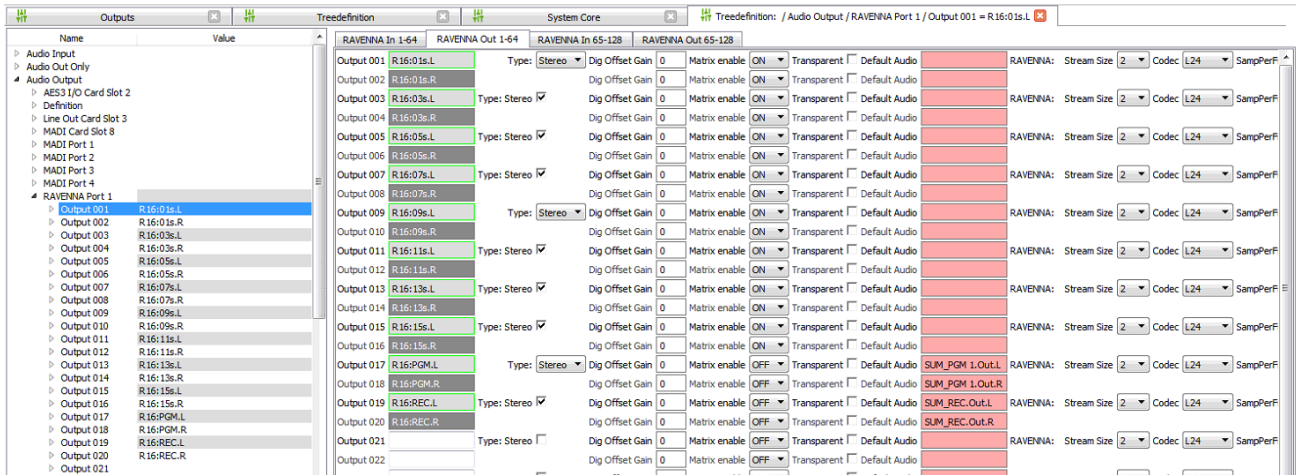 Outputs Treedefinition System Core Treedefinition: / Audio Output / RAVENNA Port 1 / Output 001 = R16:01s.L
Name Value
Audio Input
Audio Out Only
Audio Output
AES3 I/O Card Slot 2
Definition
Line Out Card Slot 3
MADI Card Slot 8
MADI Port 1
MADI Port 2
MADI Port 3
MADI Port 4
RAVENNA Port 1
Output 001 R16:01s.L
Output 002 R16:01s.R
Output 003 R16:03s.L
Output 004 R16:03s.R
Output 005 R16:05s.L
Output 006 R16:05s.R
Output 007 R16:07s.L
Output 008 R16:07s.R
Output 009 R16:09s.L
Output 010 R16:09s.R
Output 011 R16:11s.L
Output 012 R16:11s.R
Output 013 R16:13s.L
Output 014 R16:13s.R
Output 015 R16:15s.L
Output 016 R16:15s.R
Output 017 R16:PGM.L
Output 018 R16:PGM.R
Output 019 R16:REC.L
Output 020 R16:REC.R
Output 021
RAVENNA In 1-64 RAVENNA Out 1-64 RAVENNA In 65-128 RAVENNA Out 65-128
Output 001 R16:01s.L Type: Stereo Dig Offset Gain 0 Matrix enable ON Transparent Default Audio RAVENNA: Stream Size 2 Codec L24 SampPerF
Output 002 R16:01s.R Dig Offset Gain 0 Matrix enable ON Transparent Default Audio
Output 003 R16:03s.L Type: Stereo Dig Offset Gain 0 Matrix enable ON Transparent Default Audio RAVENNA: Stream Size 2 Codec L24 SampPerF
Output 004 R16:03s.R Dig Offset Gain 0 Matrix enable ON Transparent Default Audio
Output 005 R16:05s.L Type: Stereo Dig Offset Gain 0 Matrix enable ON Transparent Default Audio RAVENNA: Stream Size 2 Codec L24 SampPerF
Output 006 R16:05s.R Dig Offset Gain 0 Matrix enable ON Transparent Default Audio
Output 007 R16:07s.L Type: Stereo Dig Offset Gain 0 Matrix enable ON Transparent Default Audio RAVENNA: Stream Size 2 Codec L24 SampPerF
Output 008 R16:07s.R Dig Offset Gain 0 Matrix enable ON Transparent Default Audio
Output 009 R16:09s.L Type: Stereo Dig Offset Gain 0 Matrix enable ON Transparent Default Audio RAVENNA: Stream Size 2 Codec L24 SampPerF
Output 010 R16:09s.R Dig Offset Gain 0 Matrix enable ON Transparent Default Audio
Output 011 R16:11s.L Type: Stereo Dig Offset Gain 0 Matrix enable ON Transparent Default Audio RAVENNA: Stream Size 2 Codec L24 SampPerF
Output 012 R16:11s.R Dig Offset Gain 0 Matrix enable ON Transparent Default Audio
Output 013 R16:13s.L Type: Stereo Dig Offset Gain 0 Matrix enable ON Transparent Default Audio RAVENNA: Stream Size 2 Codec L24 SampPerF
Output 014 R16:13s.R Dig Offset Gain 0 Matrix enable ON Transparent Default Audio
Output 015 R16:15s.L Type: Stereo Dig Offset Gain 0 Matrix enable ON Transparent Default Audio RAVENNA: Stream Size 2 Codec L24 SampPerF
Output 016 R16:15s.R Dig Offset Gain 0 Matrix enable ON Transparent Default Audio
Output 017 R16:PGM.L Type: Stereo Dig Offset Gain 0 Matrix enable OFF Transparent Default Audio SUM_PGM 1.Out.L RAVENNA: Stream Size 2 Codec L24 SampPerF
Output 018 R16:PGM.R Dig Offset Gain 0 Matrix enable OFF Transparent Default Audio SUM_PGM 1.Out.R
Output 019 R16:REC.L Type: Stereo Dig Offset Gain 0 Matrix enable OFF Transparent Default Audio SUM_REC.Out.L RAVENNA: Stream Size 2 Codec L24 SampPerF
Output 020 R16:REC.R Dig Offset Gain 0 Matrix enable OFF Transparent Default Audio SUM_REC.Out.R
Output 021 Type: Stereo Dig Offset Gain 0 Matrix enable OFF Transparent Default Audio RAVENNA: Stream Size 2 Codec L24 SampPerF
Output 022 Dig Offset Gain 0 Matrix enable OFF Transparent Default Audio